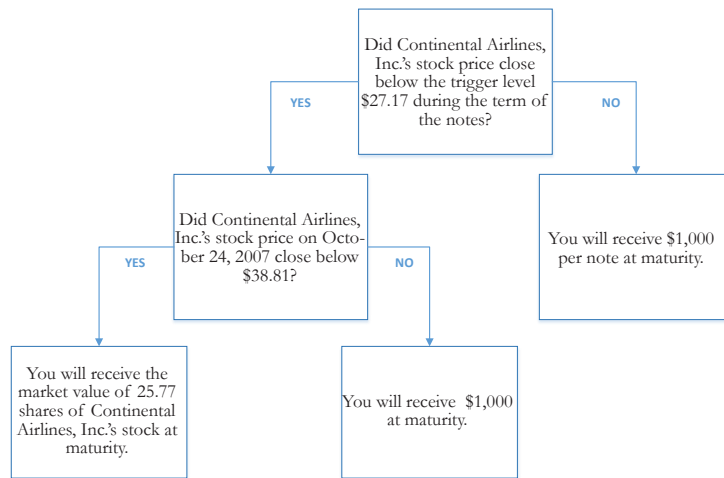 Did Continental Airlines,
Inc.'s stock price close
below the trigger level
$27.17 during the term of
the notes?
YES
NO
Did Continental Airlines,
Inc.'s stock price on Octo-
ber 24, 2007 close below
$38.81?
You will receive $1,000
per note at maturity.
YES
NO
You will receive the
market value of 25.77
shares of Continental
Airlines, Inc.'s stock at
maturity.
You will receive $1,000
at maturity.